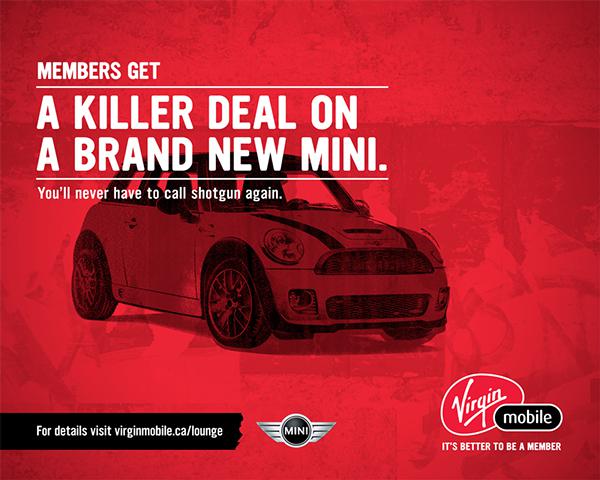 MEMBERS GET
A KILLER DEAL ON
A BRAND NEW MINI.
You'll never have to call shotgun again.
For details visit virginmobile.ca/lounge
MINI
Virgin mobile
IT'S BETTER TO BE A MEMBER